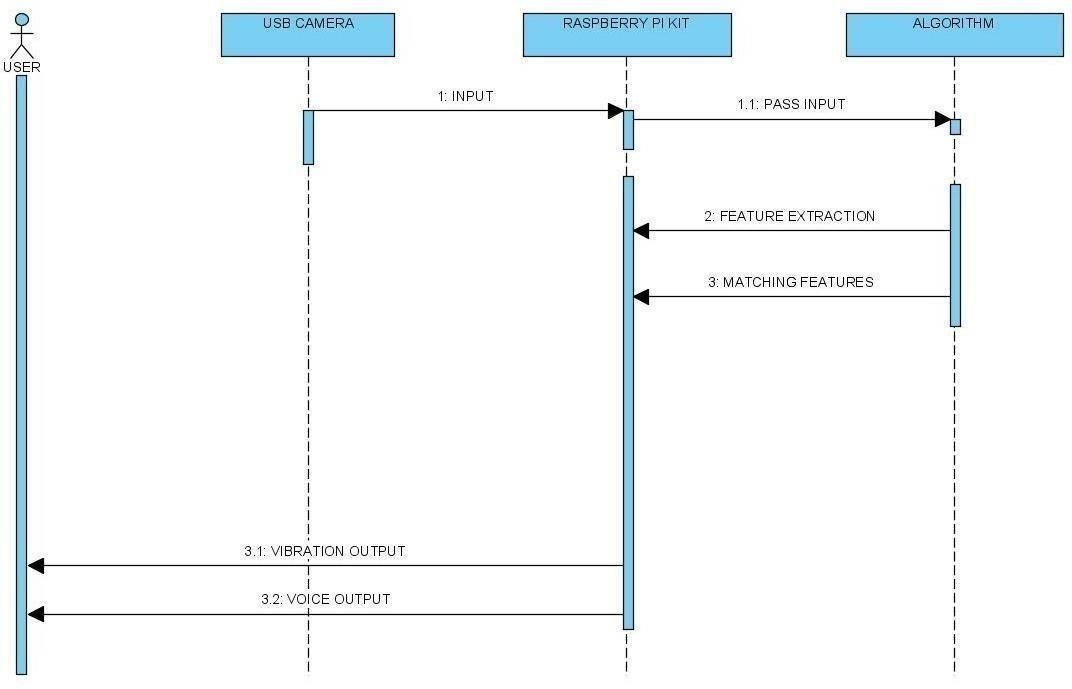 USER
USB CAMERA
RASPBERRY PI KIT
ALGORITHM
1: INPUT
1.1: PASS INPUT
2: FEATURE EXTRACTION
3: MATCHING FEATURES
3.1: VIBRATION OUTPUT
3.2: VOICE OUTPUT